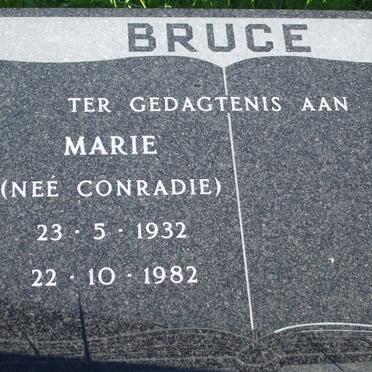 BRUCE
TER GEDAGTENIS AAN
MARIE
(NEÉ CONRADIE)
23 · 5 · 1932
22 · 10 · 1982